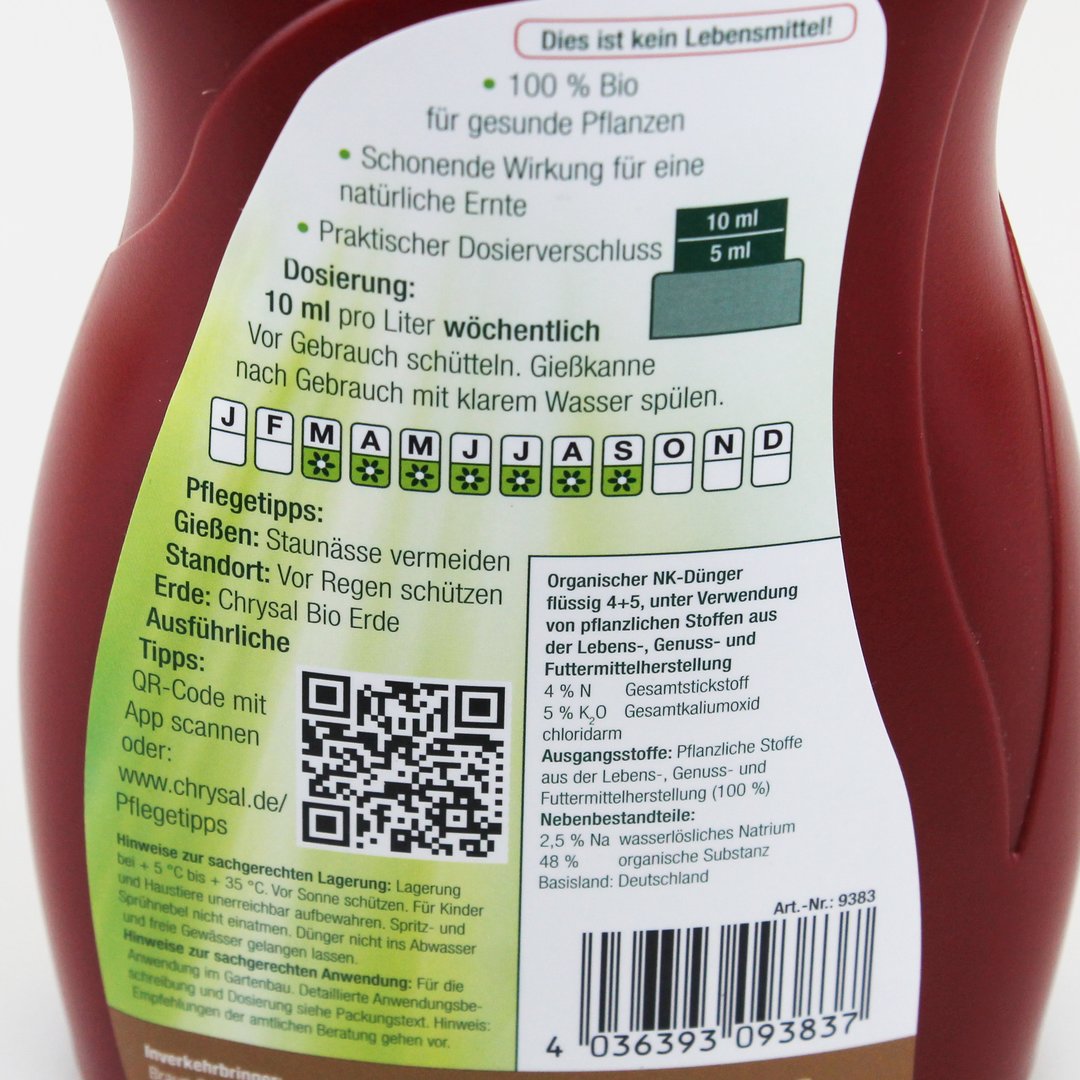 Dies ist kein Lebensmittel!
• 100 % Bio
für gesunde Pflanzen
• Schonende Wirkung für eine
natürliche Ernte
• Praktischer Dosierverschluss
10 ml
5 ml
Dosierung:
10 ml pro Liter wöchentlich
Vor Gebrauch schütteln. Gießkanne
nach Gebrauch mit klarem Wasser spülen.
J F M A M J J A S O N D
Pflegetipps:
Gießen: Staunässe vermeiden
Standort: Vor Regen schützen
Erde: Chrysal Bio Erde
Ausführliche
Tipps:
QR-Code mit
App scannen
oder:
www.chrysal.de/
Pflegetipps
Hinweise zur sachgerechten Lagerung: Lagerung
bei + 5 °C bis + 35 °C. Vor Sonne schützen. Für Kinder
und Haustiere unerreichbar aufbewahren. Spritz- und
Sprühnebel nicht einatmen. Dünger nicht ins Abwasser
und freie Gewässer gelangen lassen.
Hinweise zur sachgerechten Anwendung: Für die
Anwendung im Gartenbau. Detaillierte Anwendungsbe-
schreibung und Dosierung siehe Packungstext. Hinweis:
Empfehlungen der amtlichen Beratung gehen vor.
Organischer NK-Dünger
flüssig 4+5, unter Verwendung
von pflanzlichen Stoffen aus
der Lebens-, Genuss- und
Futtermittelherstellung
4 % N Gesamtstickstoff
5 % K₂O Gesamtkaliumoxid
chloridarm
Ausgangsstoffe: Pflanzliche Stoffe
aus der Lebens-, Genuss- und
Futtermittelherstellung (100 %)
Nebenbestandteile:
2,5 % Na wasserlösliches Natrium
48 % organische Substanz
Basisland: Deutschland
Art.-Nr.: 9383
4 036393 093837
Inverkehrbringer